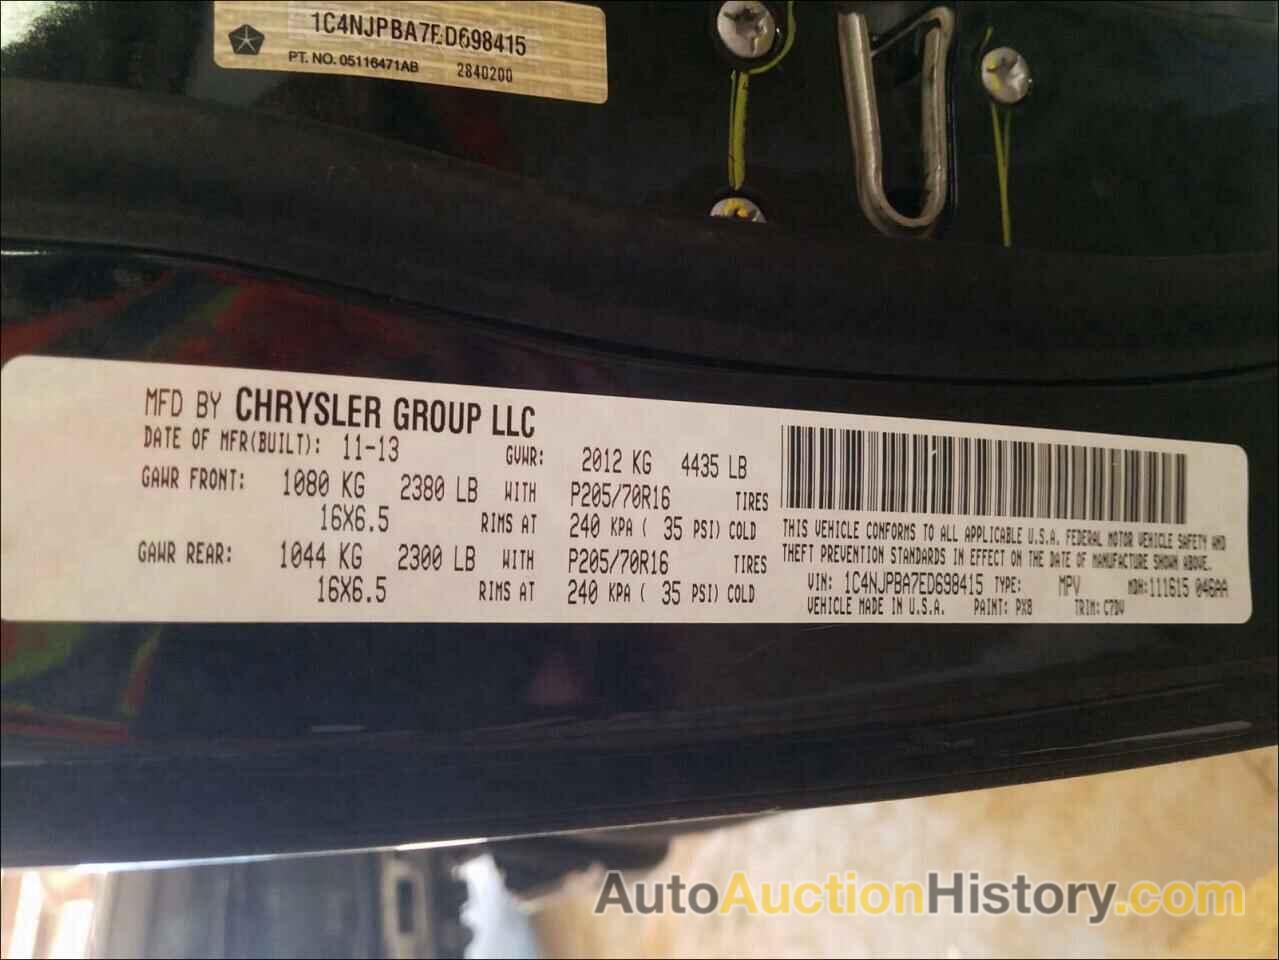 1C4NJPBA7ED698415
PT. NO. 05116471AB 2840200
MFD BY CHRYSLER GROUP LLC
DATE OF MFR(BUILT): 11-13 GVWR: 2012 KG 4435 LB
GAWR FRONT: 1080 KG 2380 LB WITH P205/70R16 TIRES
16X6.5 RIMS AT 240 KPA ( 35 PSI) COLD
GAWR REAR: 1044 KG 2300 LB WITH P205/70R16 TIRES
16X6.5 RIMS AT 240 KPA ( 35 PSI) COLD
THIS VEHICLE CONFORMS TO ALL APPLICABLE U.S.A. FEDERAL MOTOR VEHICLE SAFETY AND
THEFT PREVENTION STANDARDS IN EFFECT ON THE DATE OF MANUFACTURE SHOWN ABOVE.
VIN: 1C4NJPBA7ED698415 TYPE: MPV MDH:111615 046AA
VEHICLE MADE IN U.S.A. PAINT: PX8 TRIM: C7DV
AutoAuctionHistory.com